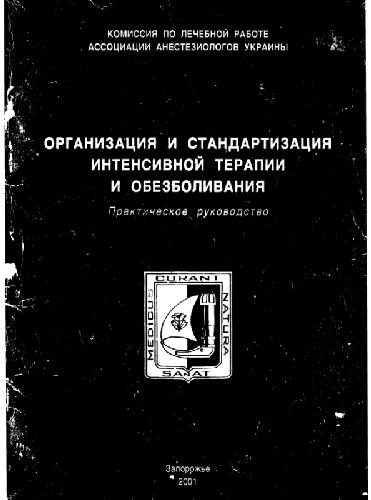 КОМИССИЯ ПО ЛЕЧЕБНОЙ РАБОТЕ
АССОЦИАЦИИ АНЕСТЕЗИОЛОГОВ УКРАИНЫ
ОРГАНИЗАЦИЯ И СТАНДАРТИЗАЦИЯ
ИНТЕНСИВНОЙ ТЕРАПИИ
И ОБЕЗБОЛИВАНИЯ
Практическое руководство
CURANT
MEDICUS
NATURA
SANAT
Запорожье
2001